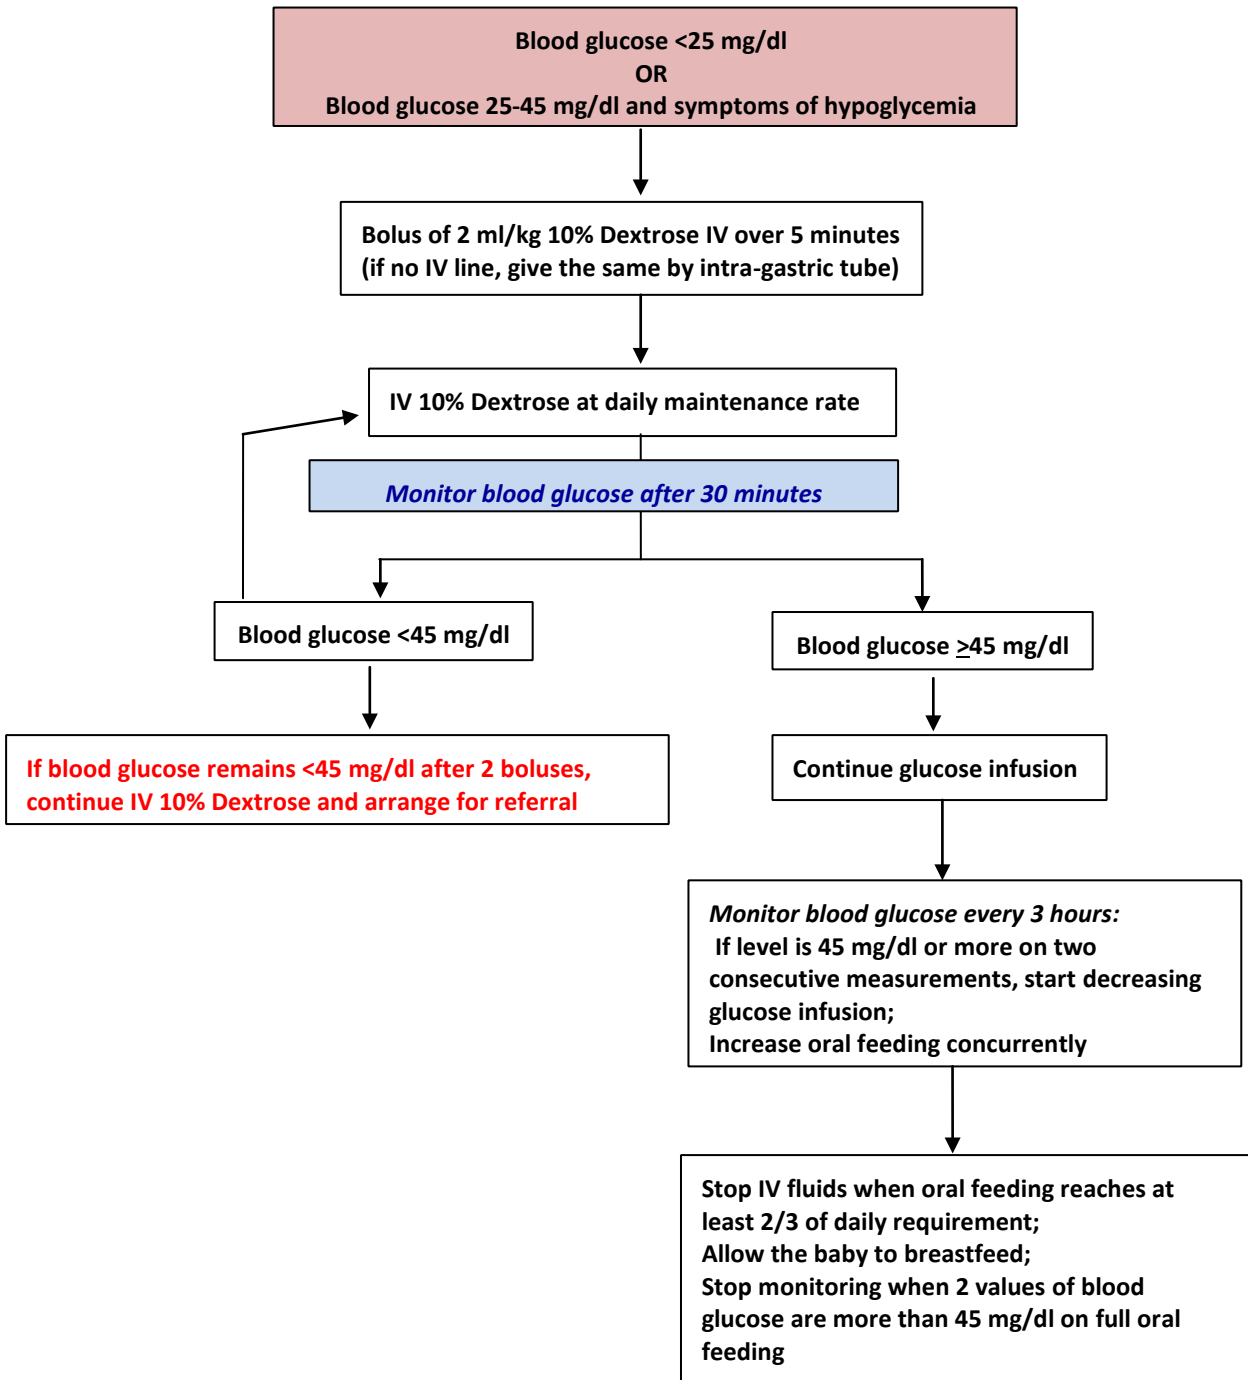 Blood glucose <25 mg/dl
OR
Blood glucose 25-45 mg/dl and symptoms of hypoglycemia
Bolus of 2 ml/kg 10% Dextrose IV over 5 minutes
(if no IV line, give the same by intra-gastric tube)
IV 10% Dextrose at daily maintenance rate
Monitor blood glucose after 30 minutes
Blood glucose <45 mg/dl
If blood glucose remains <45 mg/dl after 2 boluses,
continue IV 10% Dextrose and arrange for referral
Blood glucose ≥45 mg/dl
Continue glucose infusion
Monitor blood glucose every 3 hours:
If level is 45 mg/dl or more on two
consecutive measurements, start decreasing
glucose infusion;
Increase oral feeding concurrently
Stop IV fluids when oral feeding reaches at
least 2/3 of daily requirement;
Allow the baby to breastfeed;
Stop monitoring when 2 values of blood
glucose are more than 45 mg/dl on full oral
feeding